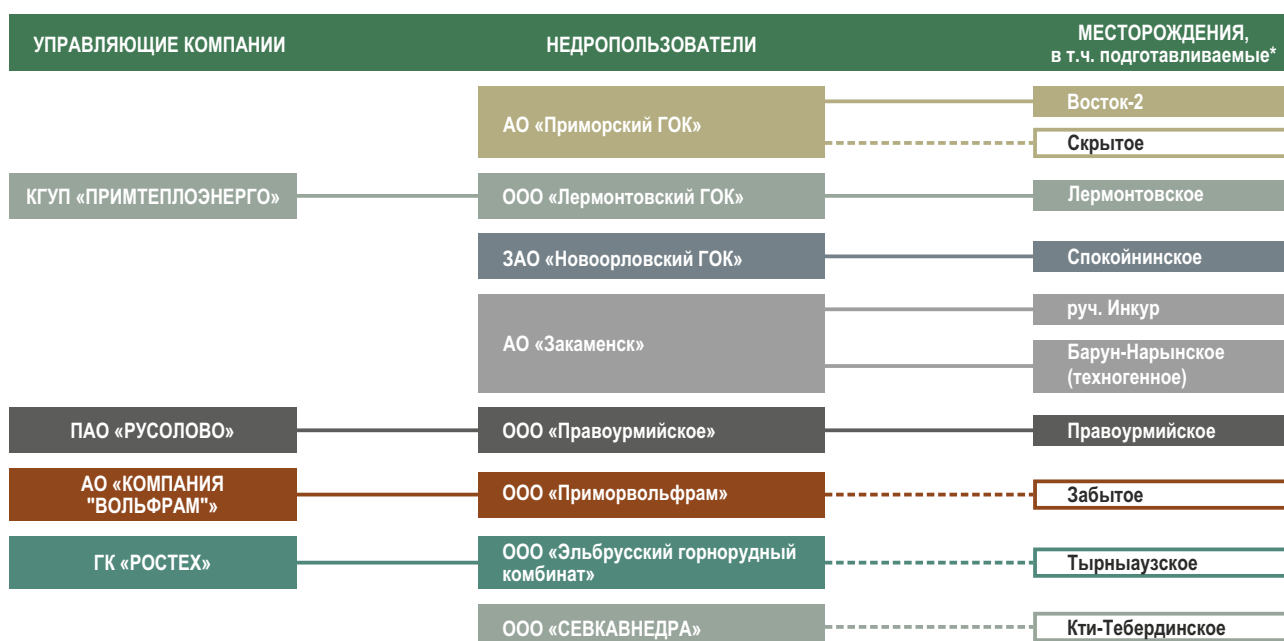 УПРАВЛЯЮЩИЕ КОМПАНИИ
НЕДРОПОЛЬЗОВАТЕЛИ
МЕСТОРОЖДЕНИЯ,
в т.ч. подготавливаемые*
АО «Приморский ГОК»
Восток-2
Скрытое
КГУП «ПРИМТЕПЛОЭНЕРГО»
ООО «Лермонтовский ГОК»
Лермонтовское
ЗАО «Новоорловский ГОК»
Спокойнинское
АО «Закаменск»
руч. Инкур
Барун-Нарынское
(техногенное)
ПАО «РУСОЛОВО»
ООО «Правоурмийское»
Правоурмийское
АО «КОМПАНИЯ
"ВОЛЬФРАМ"»
ООО «Приморвольфрам»
Забытое
ГК «РОСТЕХ»
ООО «Эльбрусский горнорудный
комбинат»
Тырныаузское
ООО «СЕВКАВНЕДРА»
Кти-Тебердинское